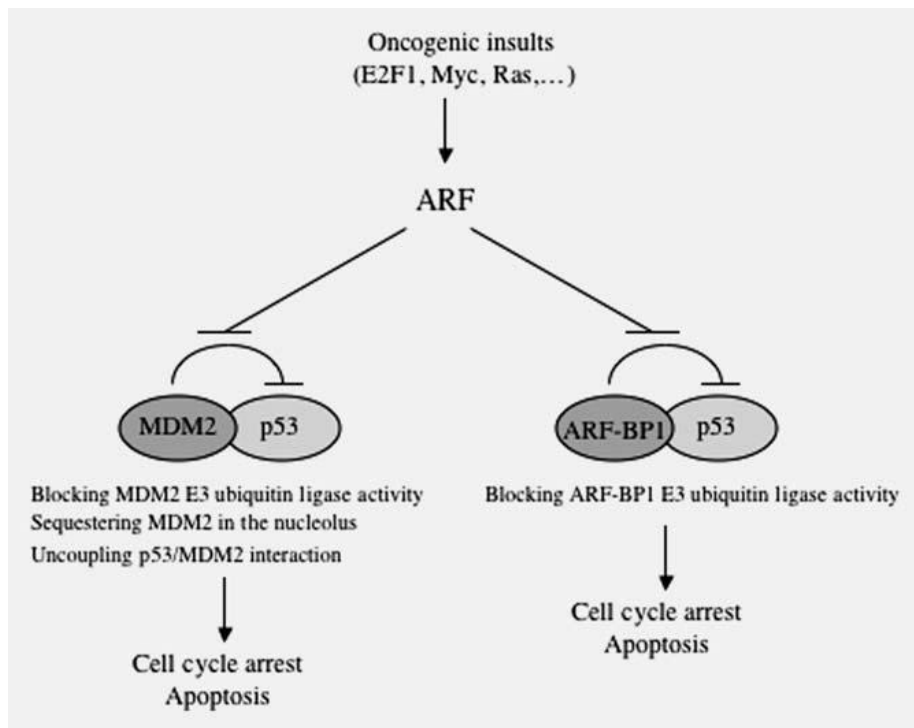 Oncogenic insults
(E2F1, Myc, Ras,...)
ARF
MDM2
p53
Blocking MDM2 E3 ubiquitin ligase activity
Sequestering MDM2 in the nucleolus
Uncoupling p53/MDM2 interaction
Cell cycle arrest
Apoptosis
ARF-BP1
p53
Blocking ARF-BP1 E3 ubiquitin ligase activity
Cell cycle arrest
Apoptosis